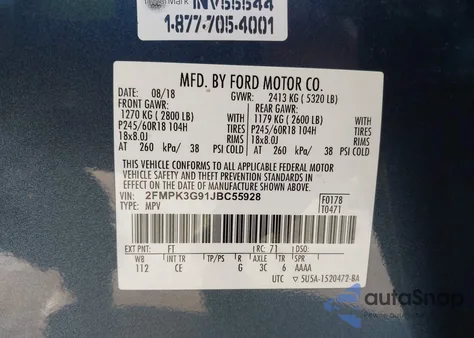 INV55544
1-877-705-4001
MFD. BY FORD MOTOR CO.
DATE: 08/18 GVWR: 2413 KG ( 5320 LB)
FRONT GAWR: REAR GAWR:
1270 KG ( 2800 LB) 1179 KG ( 2600 LB)
P245/60R18 104H TIRES P245/60R18 104H TIRES
18x8.0J RIMS 18x8.0J RIMS
AT 260 kPa/ 38 PSI COLD AT 260 kPa/ 38 PSI COLD
THIS VEHICLE CONFORMS TO ALL APPLICABLE FEDERAL MOTOR
VEHICLE SAFETY AND THEFT PREVENTION STANDARDS IN EFFECT ON THE DATE OF MANUFACTURE SHOWN ABOVE.
VIN: 2FMPK3G91JBC55928 F0178
TYPE: MPV T0471
EXT PNT: FT RC: 71 DSO:
WB INT TR TP/PS R AXLE TR SPR
112 CE G 3C 6 AAAA
UTC 5U5A-1520472-BA
autoSnap